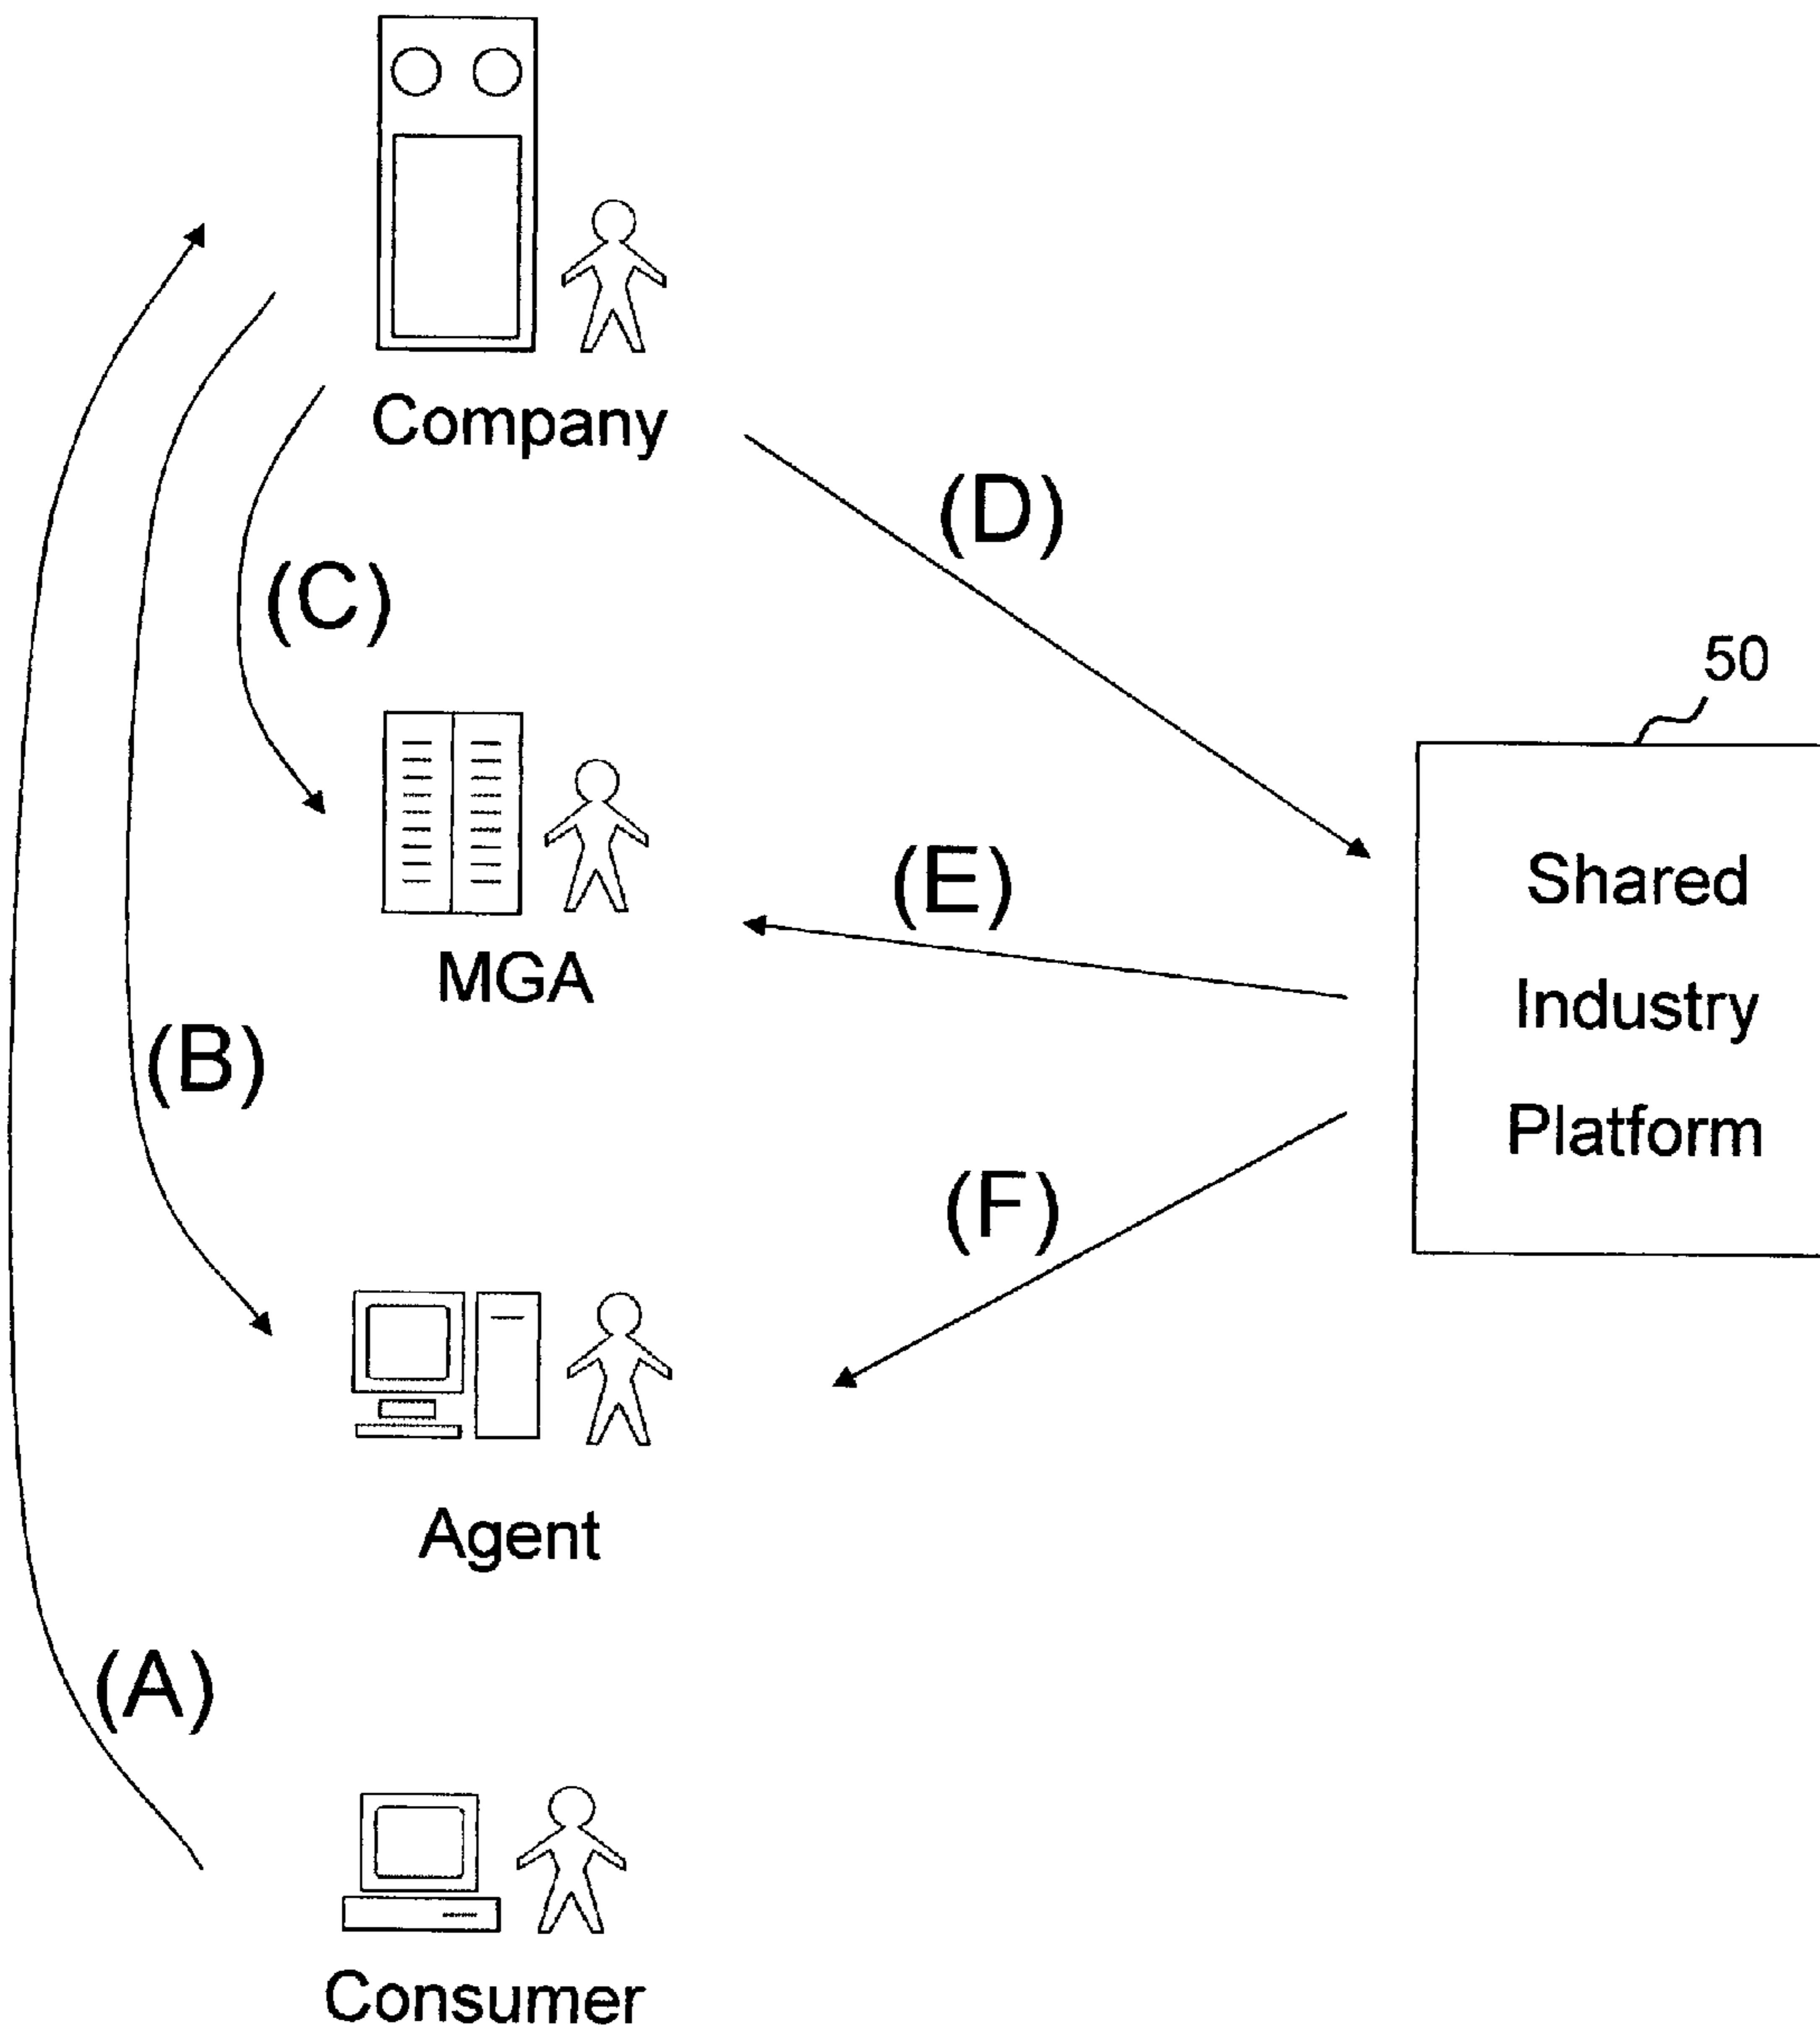 Company
(D)
(C)
50
Shared
Industry
Platform
(E)
MGA
(B)
(F)
Agent
(A)
Consumer